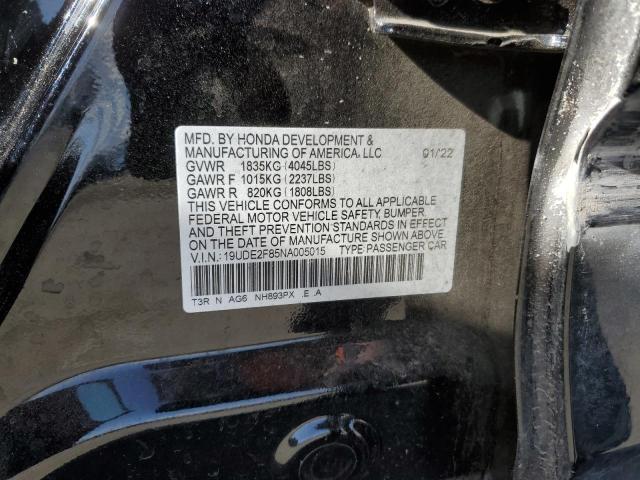 MFD. BY HONDA DEVELOPMENT &
MANUFACTURING OF AMERICA, LLC 01/22
GVWR 1835KG (4045LBS)
GAWR F 1015KG (2237LBS)
GAWR R 820KG (1808LBS)
THIS VEHICLE CONFORMS TO ALL APPLICABLE
FEDERAL MOTOR VEHICLE SAFETY, BUMPER
AND THEFT PREVENTION STANDARDS IN EFFECT
ON THE DATE OF MANUFACTURE SHOWN ABOVE.
V.I.N.: 19UDE2F85NA005015 TYPE PASSENGER CAR
T3R N AG6 NH893PX .E .A